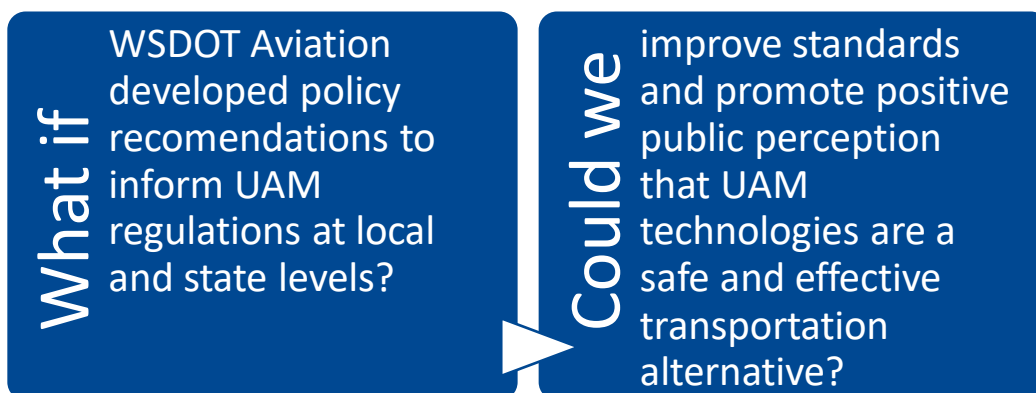 What if
WSDOT Aviation
developed policy
recomendations to
inform UAM
regulations at local
and state levels?
Could we
improve standards
and promote positive
public perception
that UAM
technologies are a
safe and effective
transportation
alternative?